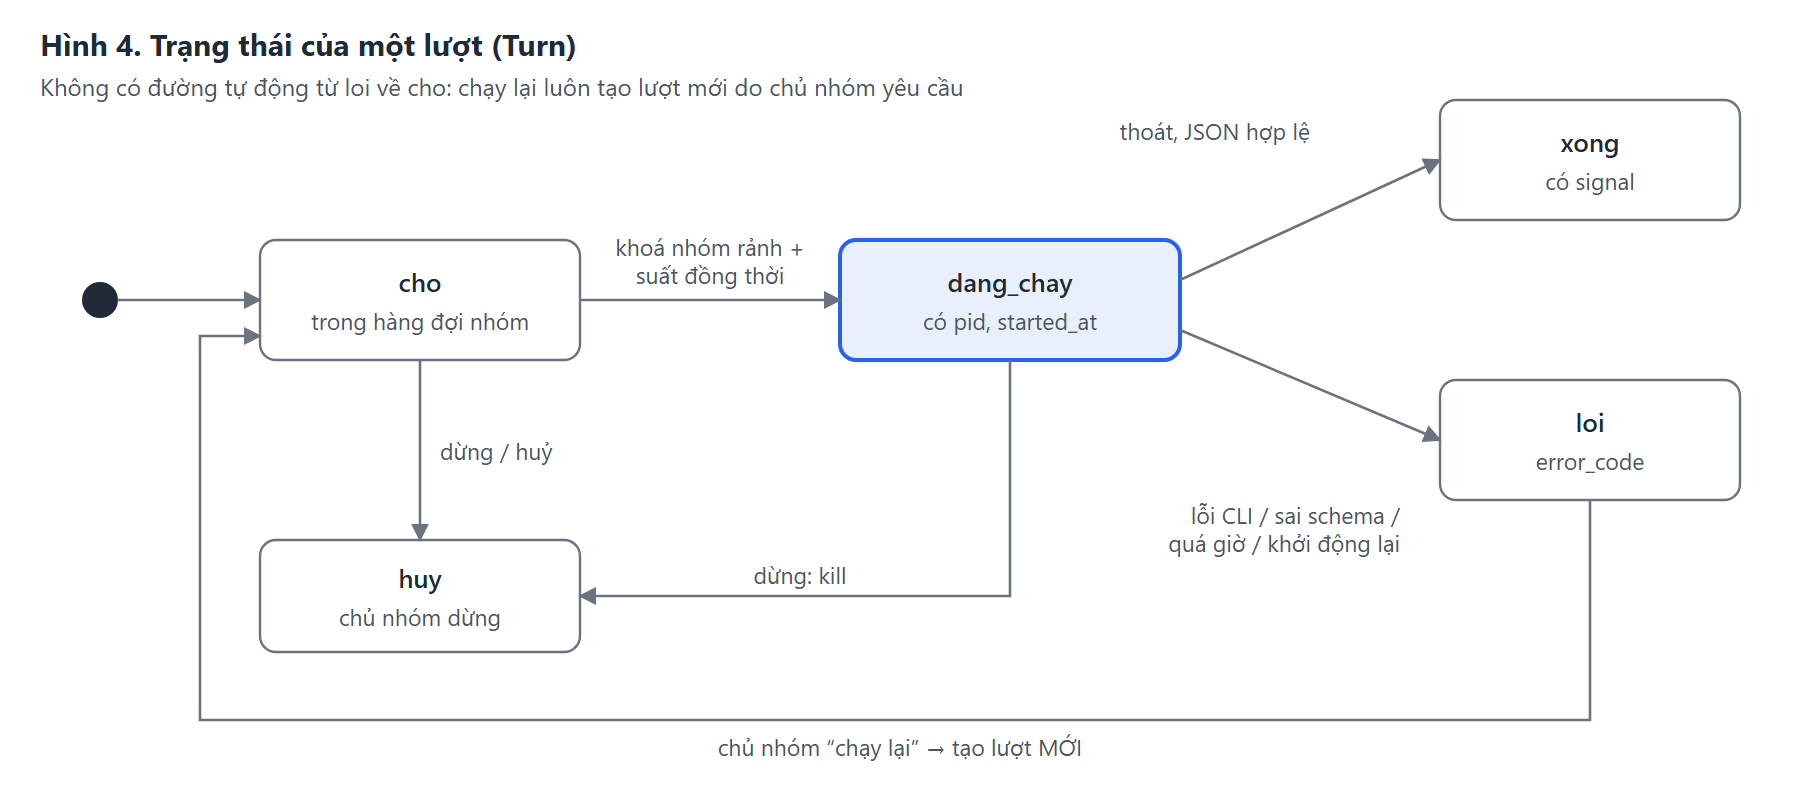 Hình 4. Trạng thái của một lượt (Turn)
Không có đường tự động từ loi về cho: chạy lại luôn tạo lượt mới do chủ nhóm yêu cầu
thoát, JSON hợp lệ
xong
có signal
khoá nhóm rảnh +
suất đồng thời
cho
trong hàng đợi nhóm
dang_chay
có pid, started_at
loi
error_code
dừng / huỷ
lỗi CLI / sai schema /
quá giờ / khởi động lại
huy
chủ nhóm dừng
dừng: kill
chủ nhóm “chạy lại” → tạo lượt MỚI